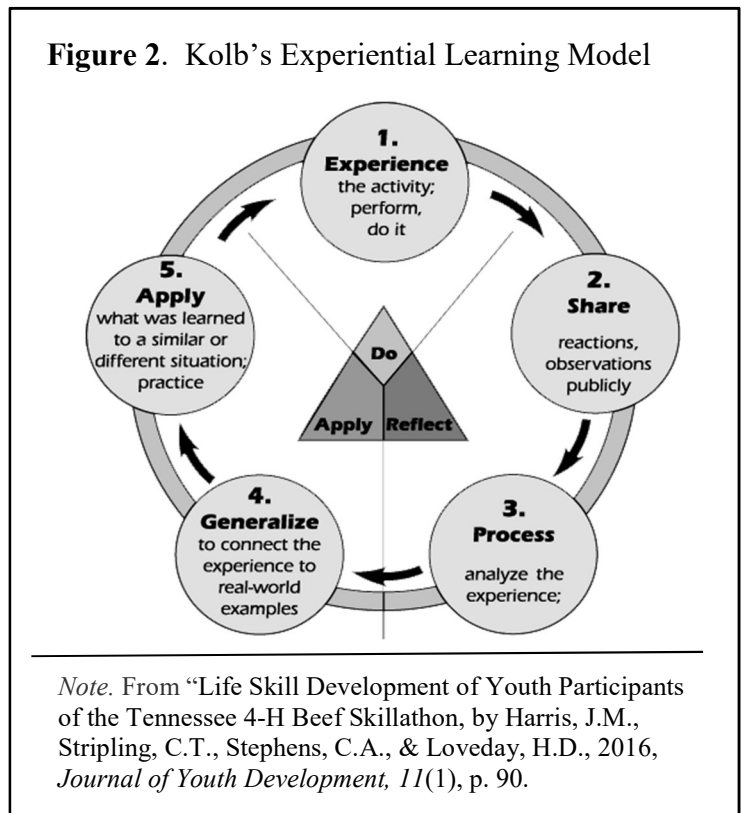 Figure 2. Kolb’s Experiential Learning Model
1.
Experience
the activity;
perform,
do it
2.
Share
reactions,
observations
publicly
3.
Process
analyze the
experience;
4.
Generalize
to connect the
experience to
real-world
examples
5.
Apply
what was learned
to a similar or
different situation;
practice
Do
Apply Reflect
Note. From “Life Skill Development of Youth Participants
of the Tennessee 4-H Beef Skillathon, by Harris, J.M.,
Stripling, C.T., Stephens, C.A., & Loveday, H.D., 2016,
Journal of Youth Development, 11(1), p. 90.